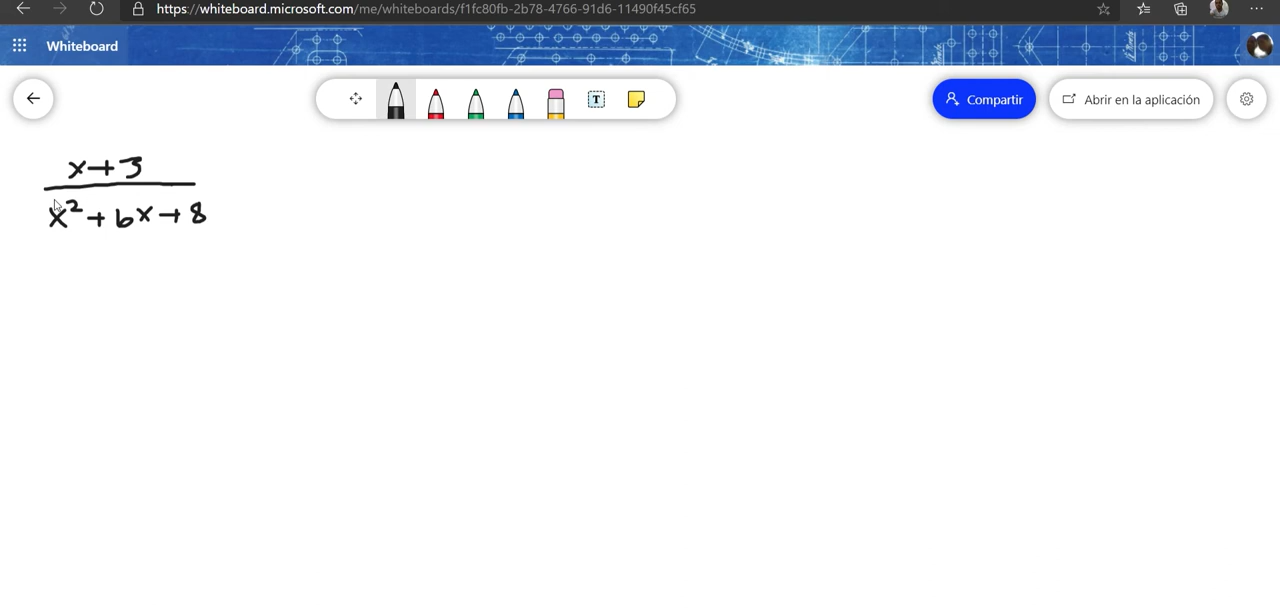 https://whiteboard.microsoft.com/me/whiteboards/f1fc80fb-2b78-4766-91d6-11490f45cf65
Whiteboard
T
Compartir
Abrir en la aplicación
x+3
x²+6x+8